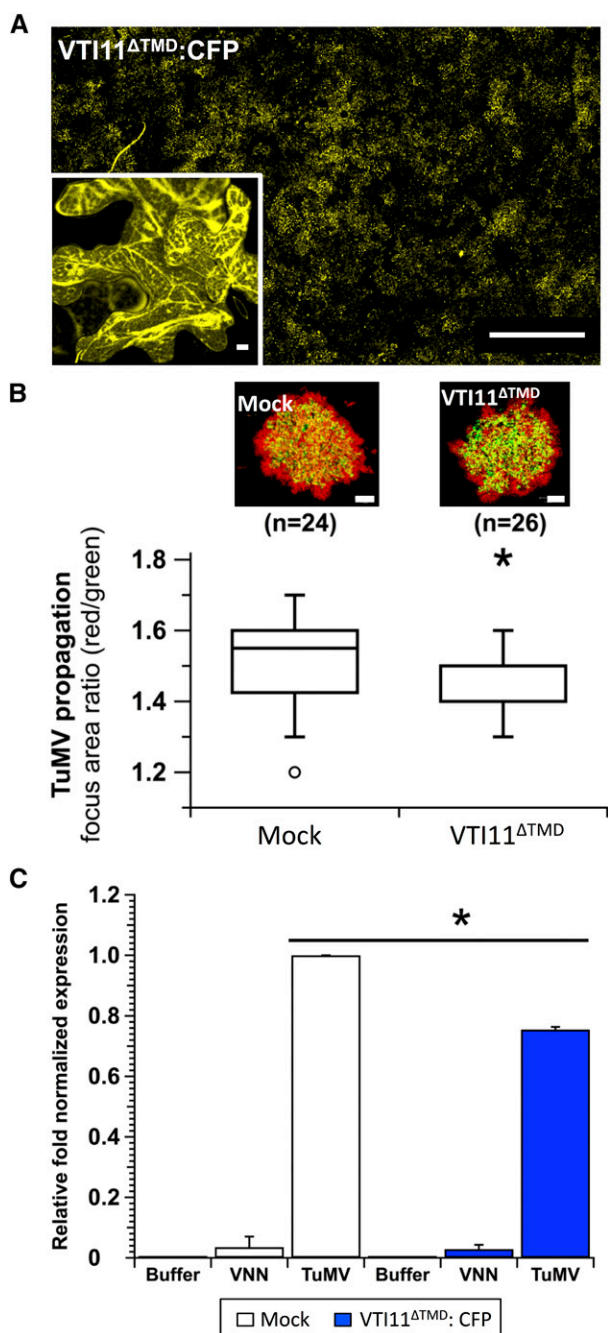 A
VTI11ΔTMD:CFP
B
Mock
VTI11ΔTMD
(n=24)
(n=26)
TuMV propagation
focus area ratio (red/green)
1.8
1.6
1.4
1.2
*
Mock
VTI11ΔTMD
C
Relative fold normalized expression
1.2
1.0
0.8
0.6
0.4
0.2
0
*
Buffer
VNN
TuMV
Buffer
VNN
TuMV
Mock
VTI11ΔTMD: CFP